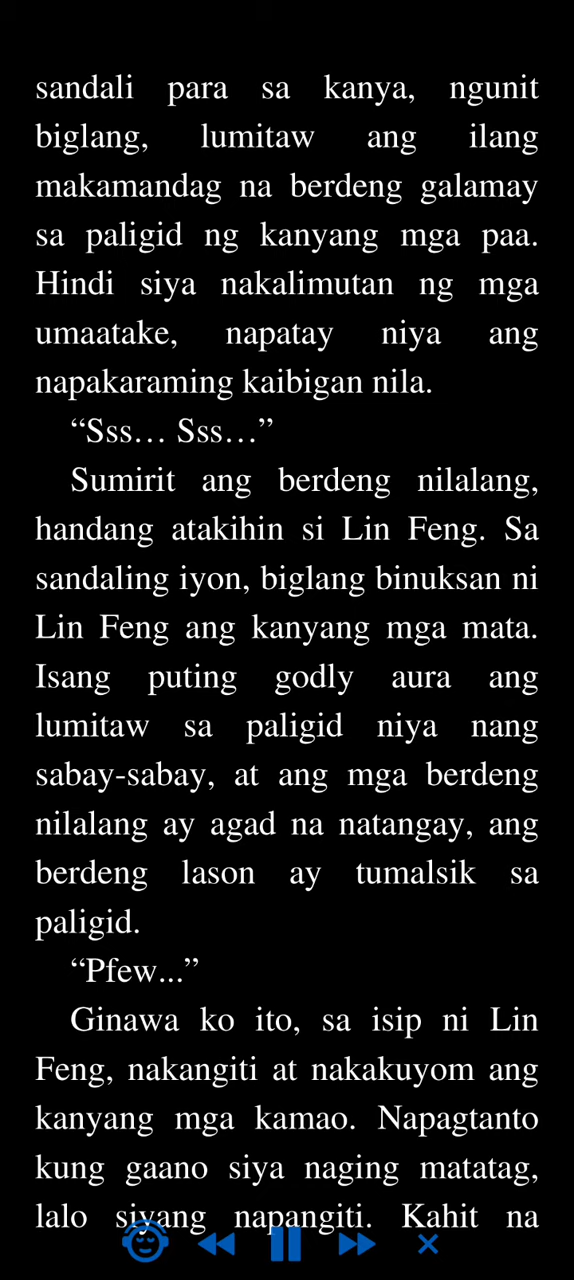 sandali para sa kanya, ngunit
biglang, lumitaw ang ilang
makamandag na berdeng galamay
sa paligid ng kanyang mga paa.
Hindi siya nakalimutan ng mga
umaatake, napatay niya ang
napakaraming kaibigan nila.
“Sss… Sss…”
Sumirit ang berdeng nilalang,
handang atakihin si Lin Feng. Sa
sandaling iyon, biglang binuksan ni
Lin Feng ang kanyang mga mata.
Isang puting godly aura ang
lumitaw sa paligid niya nang
sabay-sabay, at ang mga berdeng
nilalang ay agad na natangay, ang
berdeng lason ay tumalsik sa
paligid.
“Pfew...”
Ginawa ko ito, sa isip ni Lin
Feng, nakangiti at nakakuyom ang
kanyang mga kamao. Napagtanto
kung gaano siya naging matatag,
lalo siyang napangiti. Kahit na